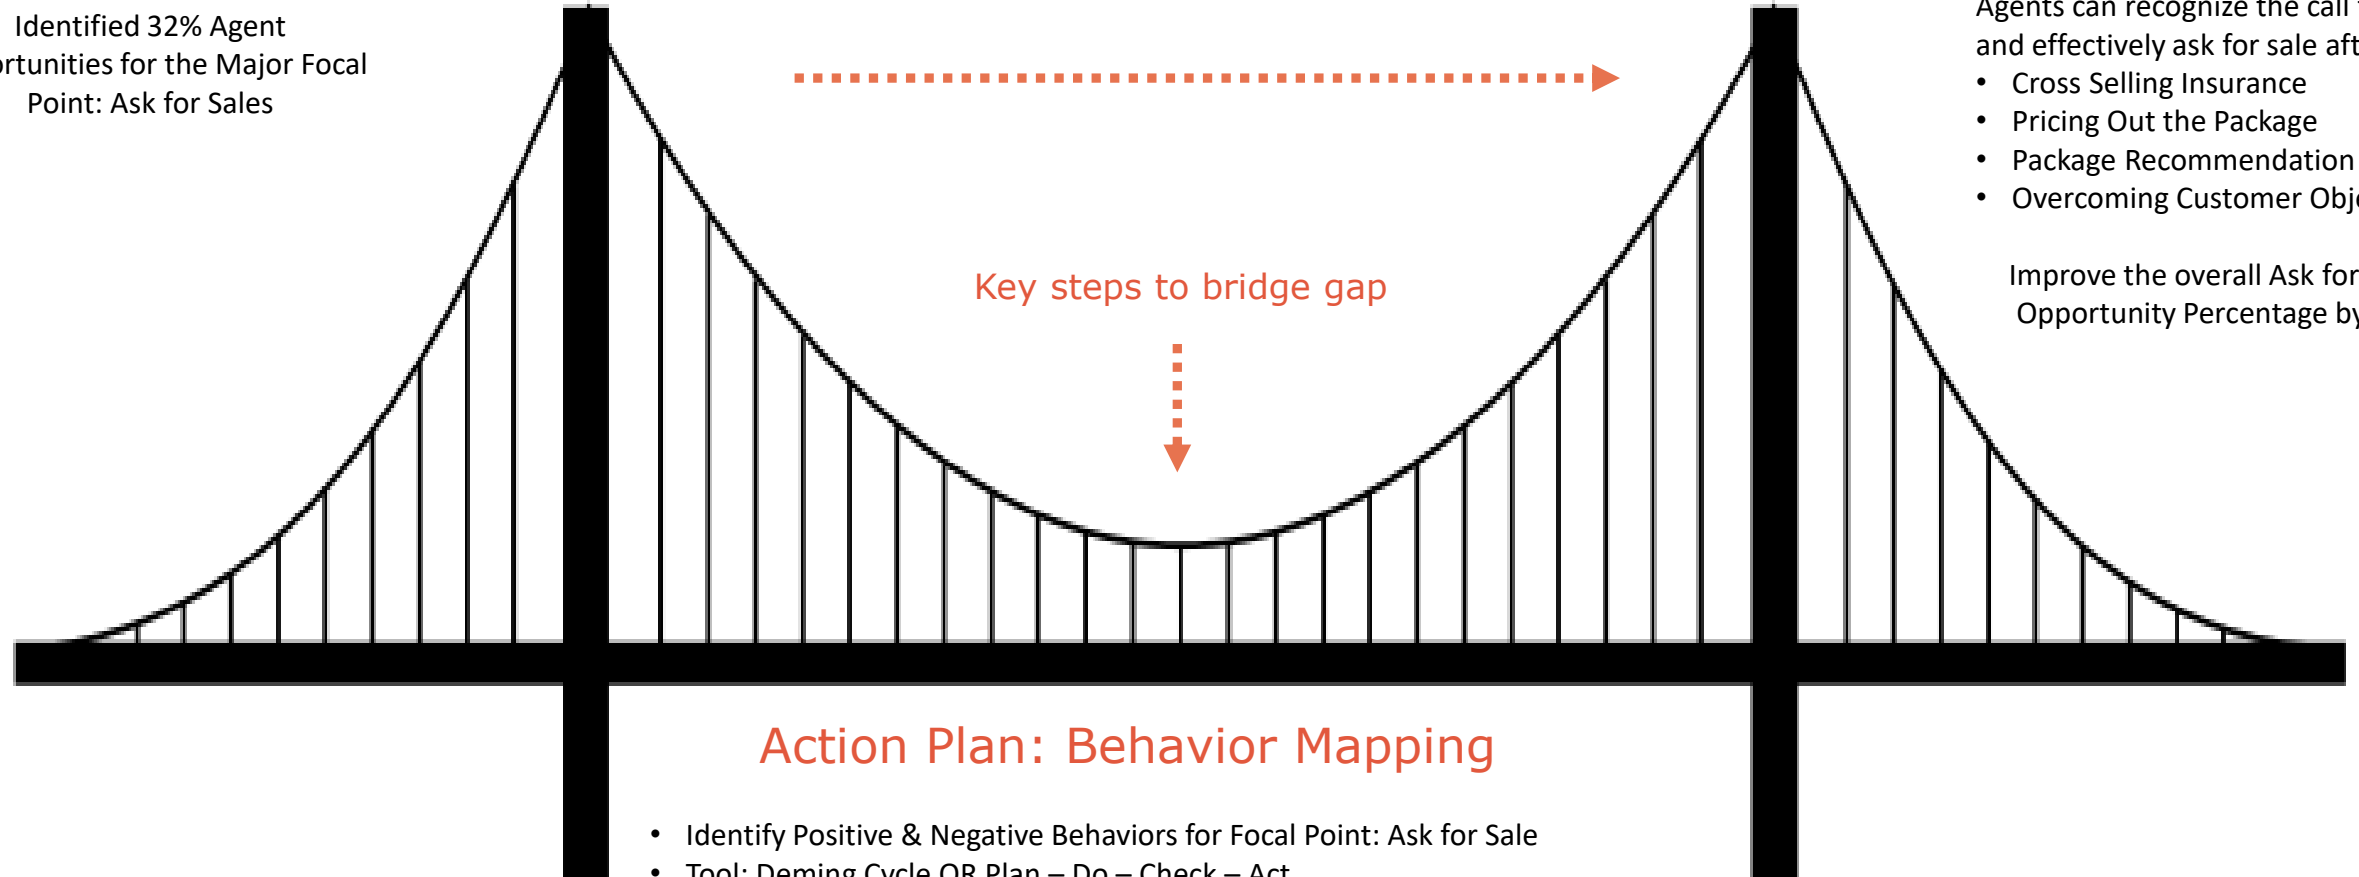 Identified 32% Agent
for the Major Focal
Point: Ask for Sales
Agents can recognize the call
and effectively ask for sale
• Cross Selling Insurance
• Pricing Out the Package
• Package Recommendation
• Overcoming Customer
Improve the overall Ask for
Opportunity Percentage by
Key steps to bridge gap
Action Plan: Behavior Mapping
• Identify Positive & Negative Behaviors for Focal Point: Ask for Sale
• Tool: Deming Cycle OR Plan – Do – Check – Act